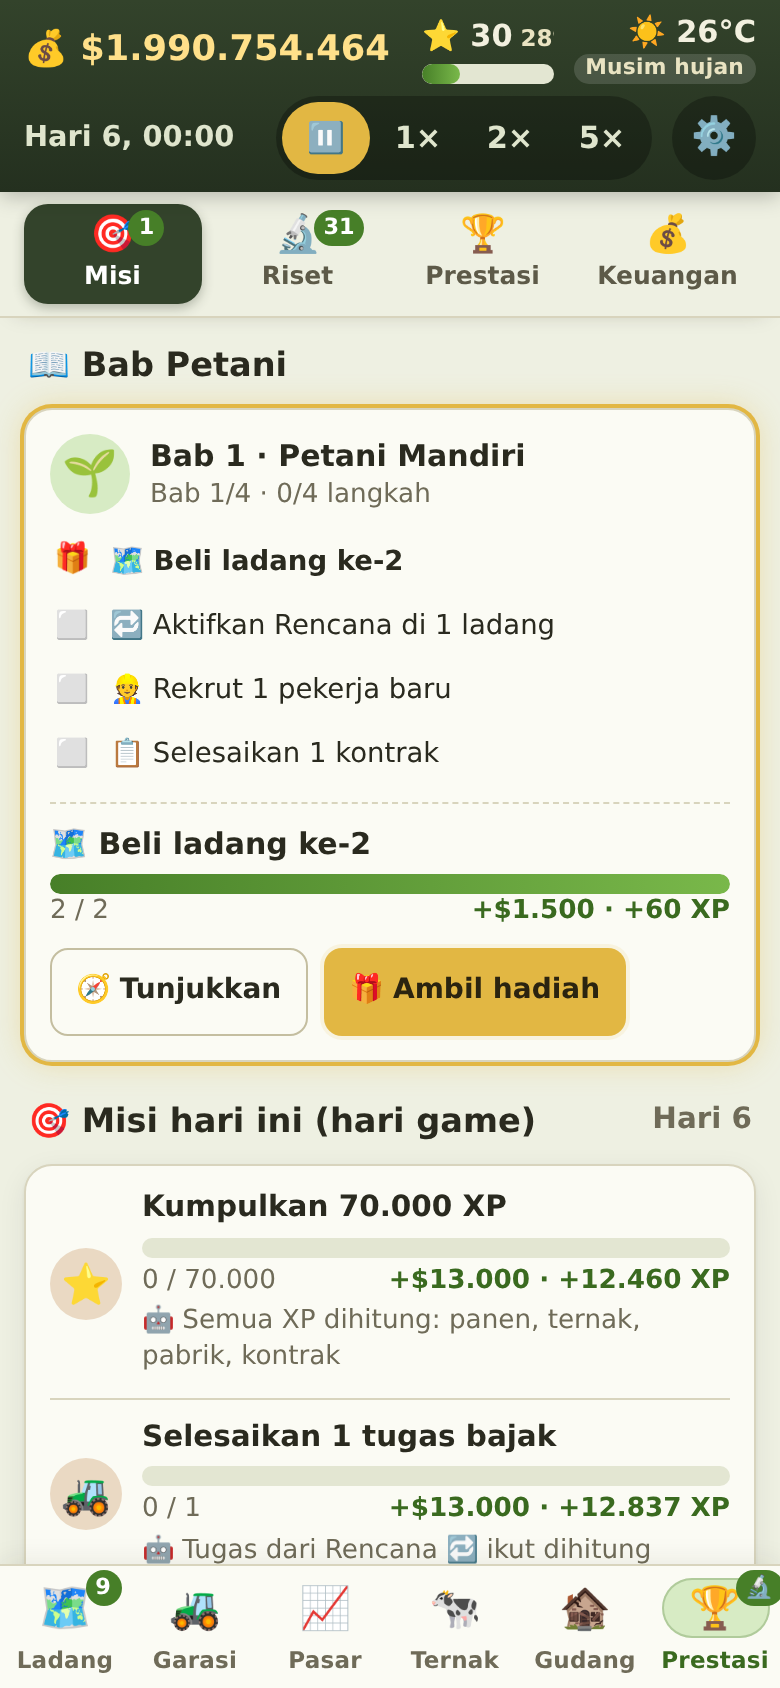 $1.990.754.464
30 28
26°C
Musim hujan
Hari 6, 00:00
1×
2×
5×
1
Misi
31
Riset
Prestasi
Keuangan
Bab Petani
Bab 1 · Petani Mandiri
Bab 1/4 · 0/4 langkah
Beli ladang ke-2
Aktifkan Rencana di 1 ladang
Rekrut 1 pekerja baru
Selesaikan 1 kontrak
Beli ladang ke-2
2 / 2
+$1.500 · +60 XP
Tunjukkan
Ambil hadiah
Misi hari ini (hari game)
Hari 6
Kumpulkan 70.000 XP
0 / 70.000
+$13.000 · +12.460 XP
Semua XP dihitung: panen, ternak,
pabrik, kontrak
Selesaikan 1 tugas bajak
0 / 1
+$13.000 · +12.837 XP
Tugas dari Rencana 🔁 ikut dihitung
9
Ladang
Garasi
Pasar
Ternak
Gudang
Prestasi